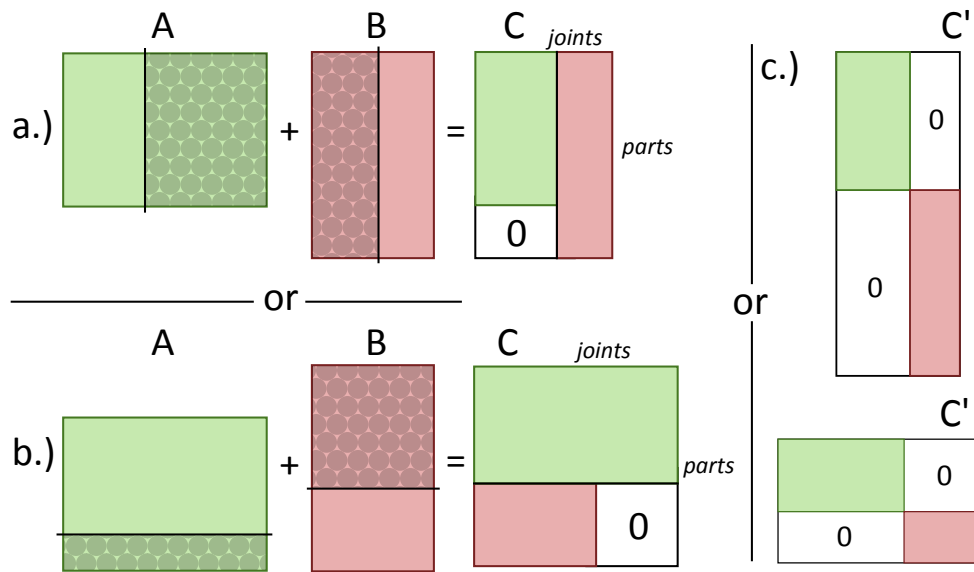 A B C joints
a.) + = parts
0
or
A B C joints
b.) + = parts
0
or
c.) C'
0
0
C'
0
0